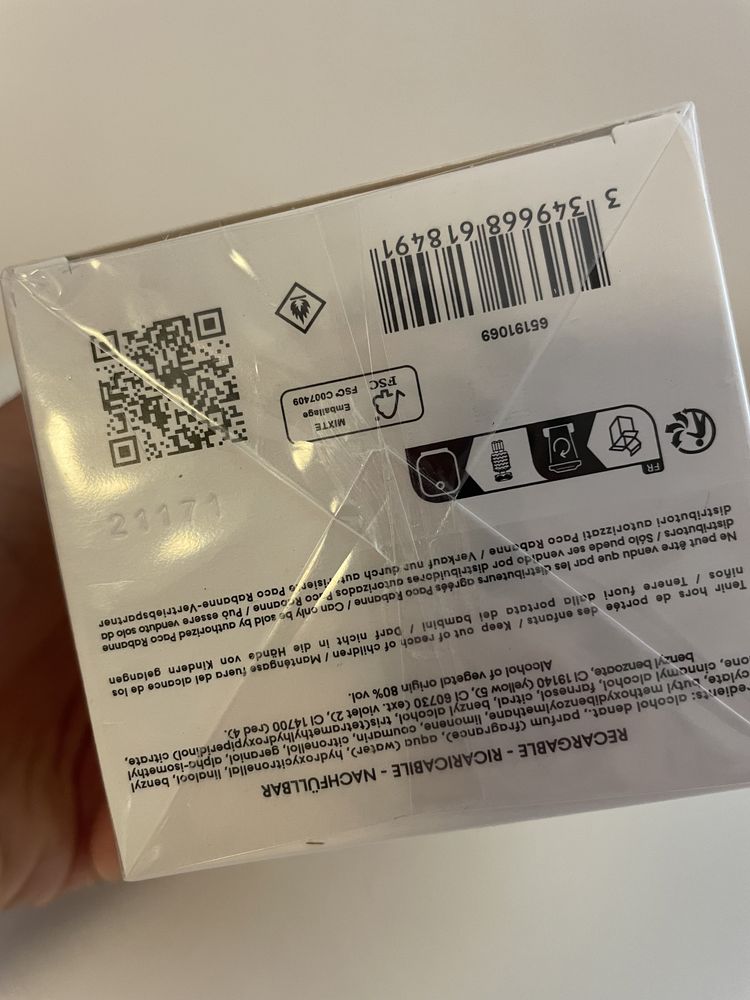 RECARGABLE - RICARICABILE - NACHFÜLLBAR
alcohol denat., parfum (fragrance), aqua (water), hydroxycitronellal, linalool, benzyl
butyl methoxydibenzoylmethane, limonene, coumarin, citronellol, geraniol, alpha-isomethyl
cinnamyl alcohol, farnesol, citral, benzyl alcohol, tris(tetramethylhydroxypiperidinol) citrate,
benzyl benzoate, CI 19140 (yellow 5), CI 60730 (ext. violet 2), CI 14700 (red 4).
Alcohol of vegetal origin 80% vol.
Tenir hors de portée des enfants / Keep out of reach of children / Manténgase fuera del alcance de los
niños / Tenere fuori dalla portata dei bambini / Darf nicht in die Hände von Kindern gelangen
Ne peut être vendu que par les distributeurs agréés Paco Rabanne / Can only be sold by authorized Paco Rabanne
distributors / Sólo puede ser vendido por distribuidores autorizados Paco Rabanne / Può essere venduto solo da
distributori autorizzati Paco Rabanne / Verkauf nur durch autorisierte Paco Rabanne-Vertriebspartner
21171
FR
FSC
MIXTE
Emballage
FSC® C007409
65191069
3 349668 618491